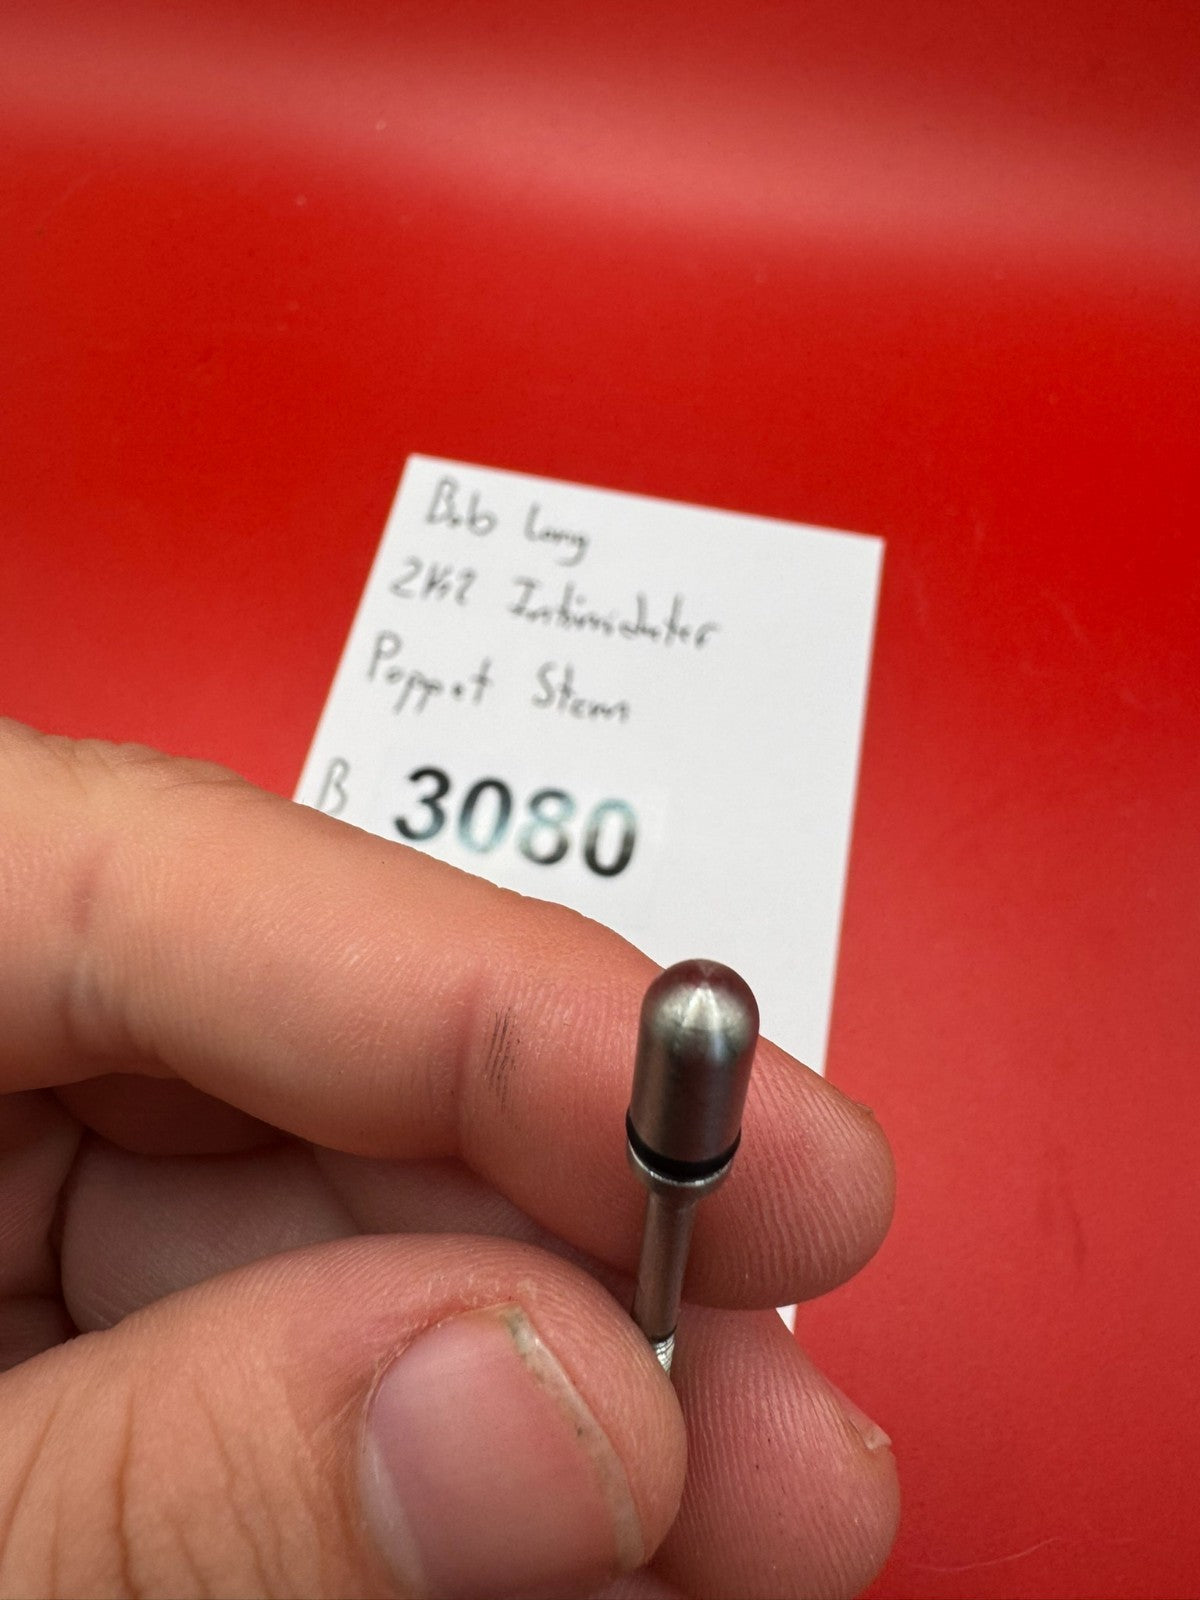 Bob Long
2K2 Intimidator
Poppet Stem
B 3080